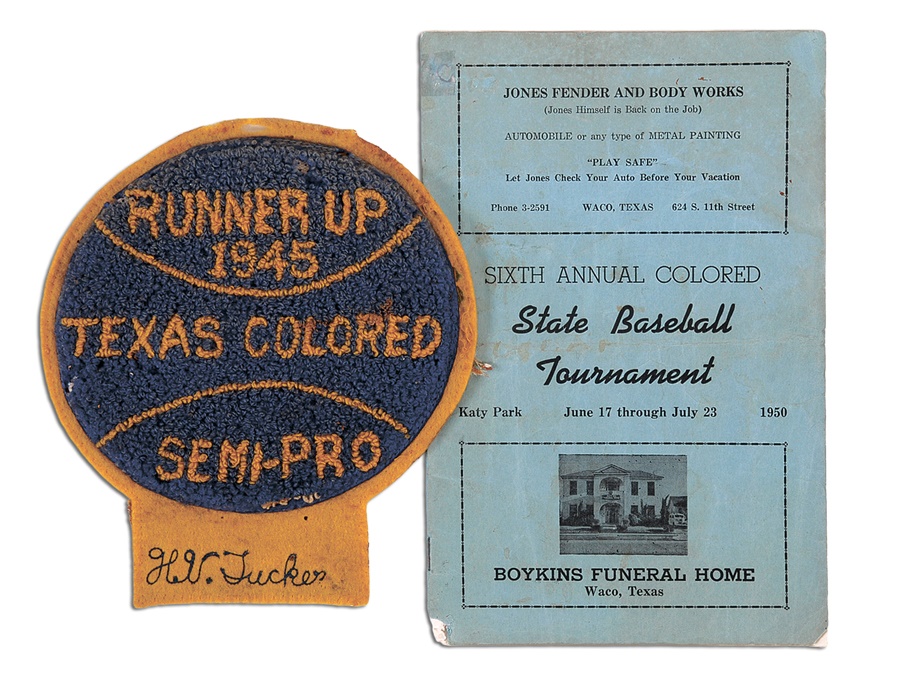 RUNNER UP
1945
TEXAS COLORED
SEMI-PRO
H.V. Tucker
JONES FENDER AND BODY WORKS
(Jones Himself is Back on the Job)
AUTOMOBILE or any type of METAL PAINTING
"PLAY SAFE"
Let Jones Check Your Auto Before Your Vacation
Phone 3-2591 WACO, TEXAS 624 S. 11th Street
SIXTH ANNUAL COLORED
State Baseball
Tournament
Katy Park June 17 through July 23 1950
BOYKINS FUNERAL HOME
Waco, Texas